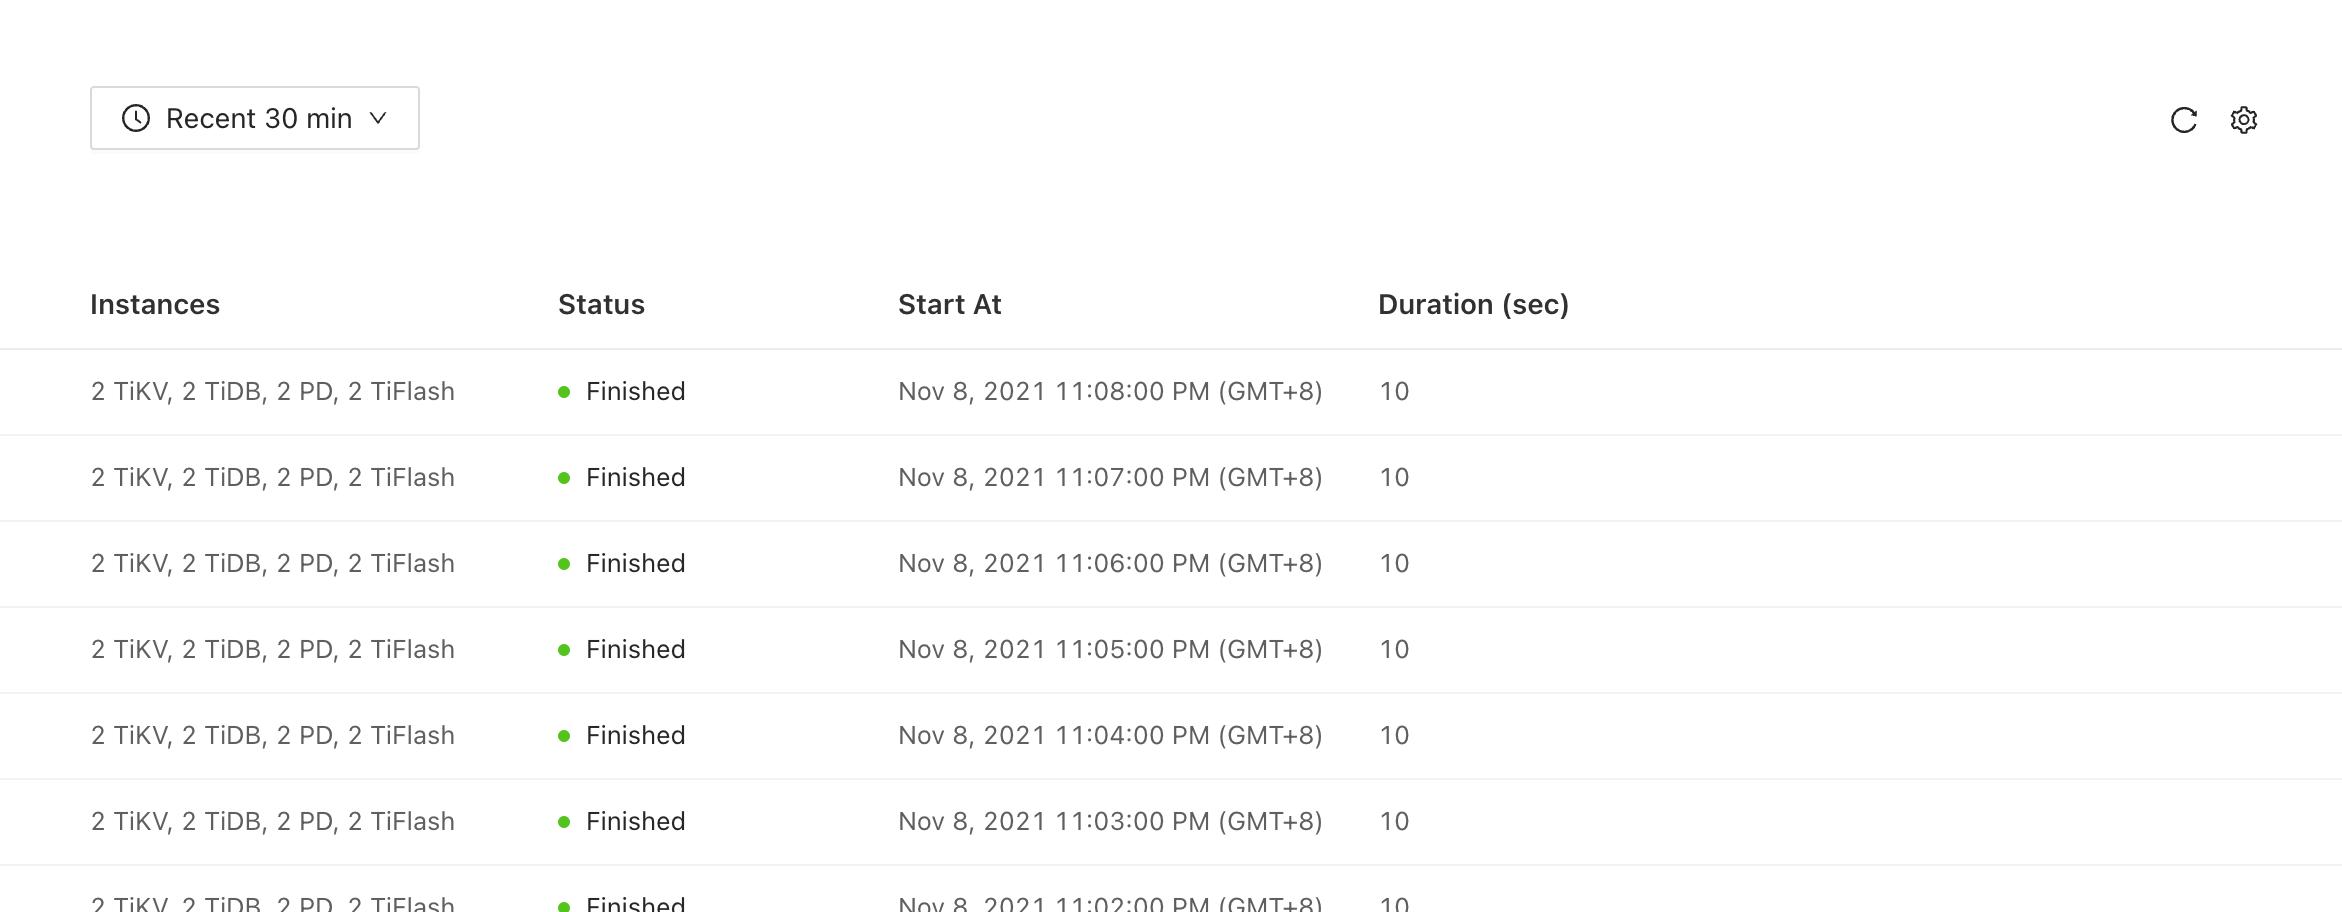 Recent 30 min
Instances Status Start At Duration (sec)
2 TiKV, 2 TiDB, 2 PD, 2 TiFlash Finished Nov 8, 2021 11:08:00 PM (GMT+8) 10
2 TiKV, 2 TiDB, 2 PD, 2 TiFlash Finished Nov 8, 2021 11:07:00 PM (GMT+8) 10
2 TiKV, 2 TiDB, 2 PD, 2 TiFlash Finished Nov 8, 2021 11:06:00 PM (GMT+8) 10
2 TiKV, 2 TiDB, 2 PD, 2 TiFlash Finished Nov 8, 2021 11:05:00 PM (GMT+8) 10
2 TiKV, 2 TiDB, 2 PD, 2 TiFlash Finished Nov 8, 2021 11:04:00 PM (GMT+8) 10
2 TiKV, 2 TiDB, 2 PD, 2 TiFlash Finished Nov 8, 2021 11:03:00 PM (GMT+8) 10
2 TiKV, 2 TiDB, 2 PD, 2 TiFlash Finished Nov 8, 2021 11:02:00 PM (GMT+8) 10